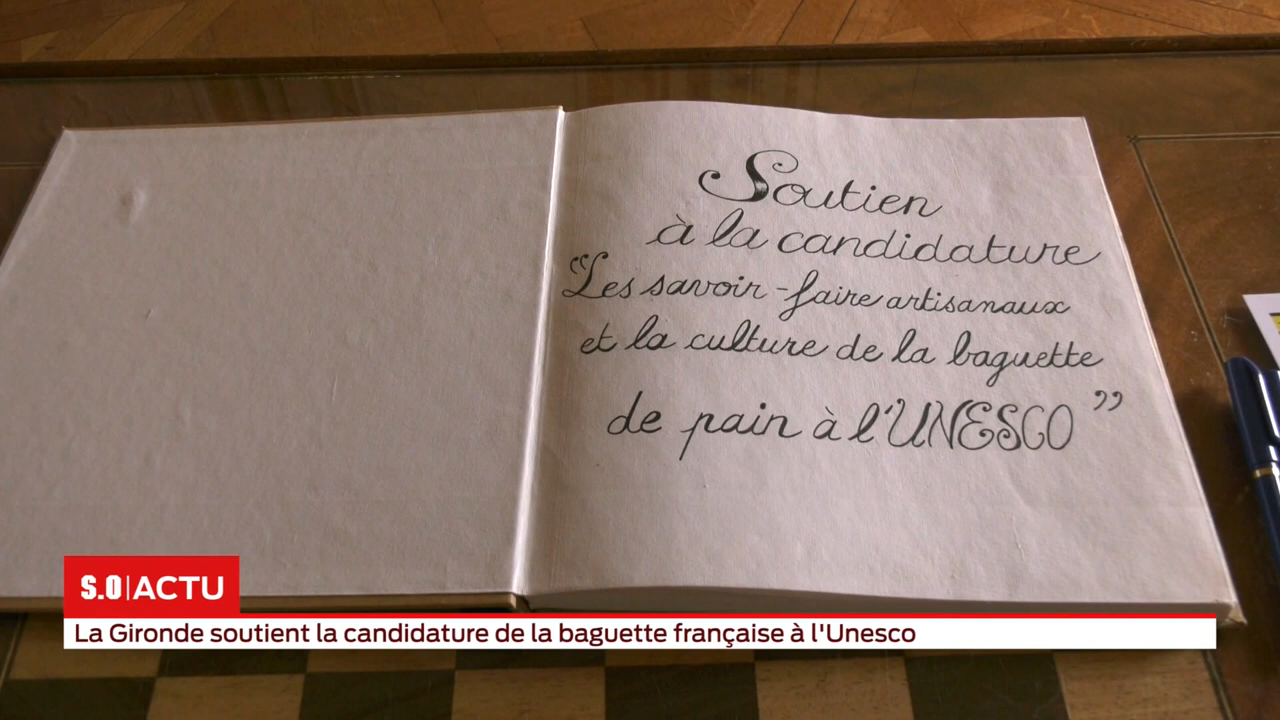 Soutien
à la candidature
“Les savoir-faire artisanaux
et la culture de la baguette
de pain à l'UNESCO”
S.O|ACTU
La Gironde soutient la candidature de la baguette française à l'Unesco